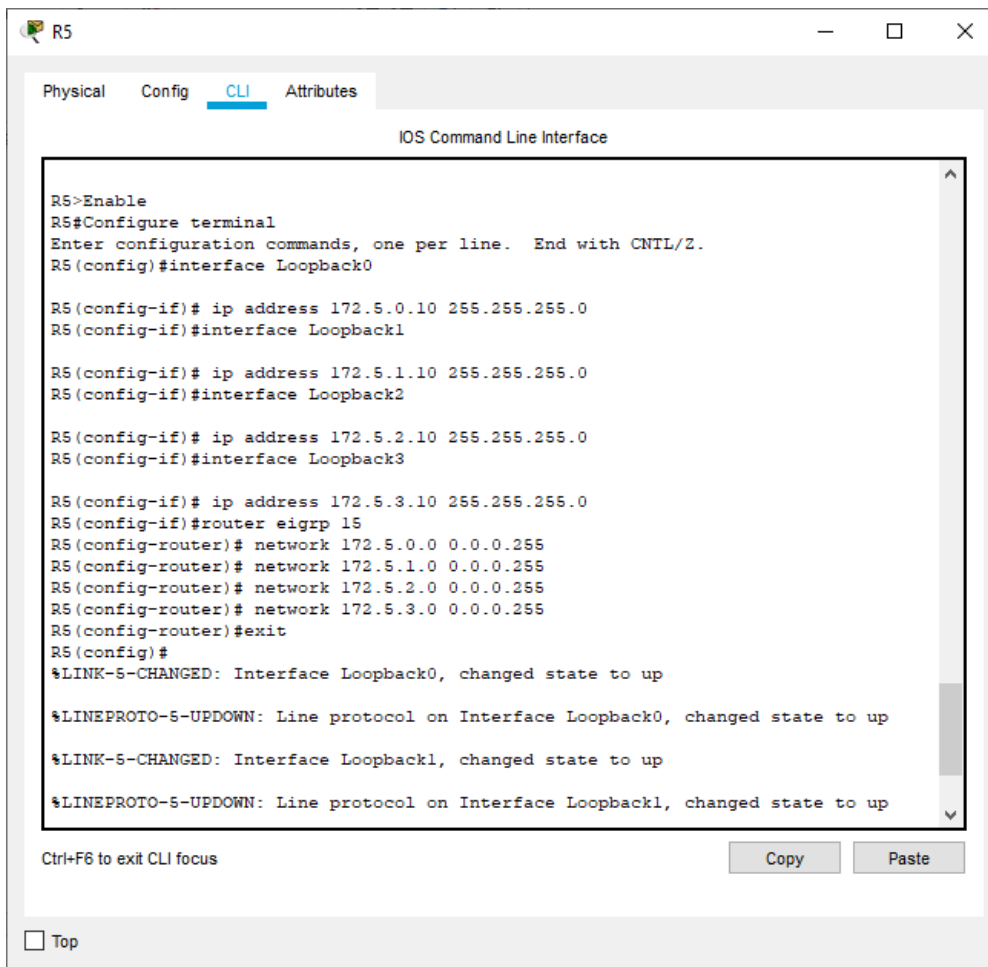 R5
Physical Config CLI Attributes
IOS Command Line Interface
R5>Enable
R5#Configure terminal
Enter configuration commands, one per line.  End with CNTL/Z.
R5(config)#interface Loopback0
R5(config-if)# ip address 172.5.0.10 255.255.255.0
R5(config-if)#interface Loopback1
R5(config-if)# ip address 172.5.1.10 255.255.255.0
R5(config-if)#interface Loopback2
R5(config-if)# ip address 172.5.2.10 255.255.255.0
R5(config-if)#interface Loopback3
R5(config-if)# ip address 172.5.3.10 255.255.255.0
R5(config-if)#router eigrp 15
R5(config-router)# network 172.5.0.0 0.0.0.255
R5(config-router)# network 172.5.1.0 0.0.0.255
R5(config-router)# network 172.5.2.0 0.0.0.255
R5(config-router)# network 172.5.3.0 0.0.0.255
R5(config-router)#exit
R5(config)#
%LINK-5-CHANGED: Interface Loopback0, changed state to up
%LINEPROTO-5-UPDOWN: Line protocol on Interface Loopback0, changed state to up
%LINK-5-CHANGED: Interface Loopback1, changed state to up
%LINEPROTO-5-UPDOWN: Line protocol on Interface Loopback1, changed state to up
Ctrl+F6 to exit CLI focus Copy Paste
Top